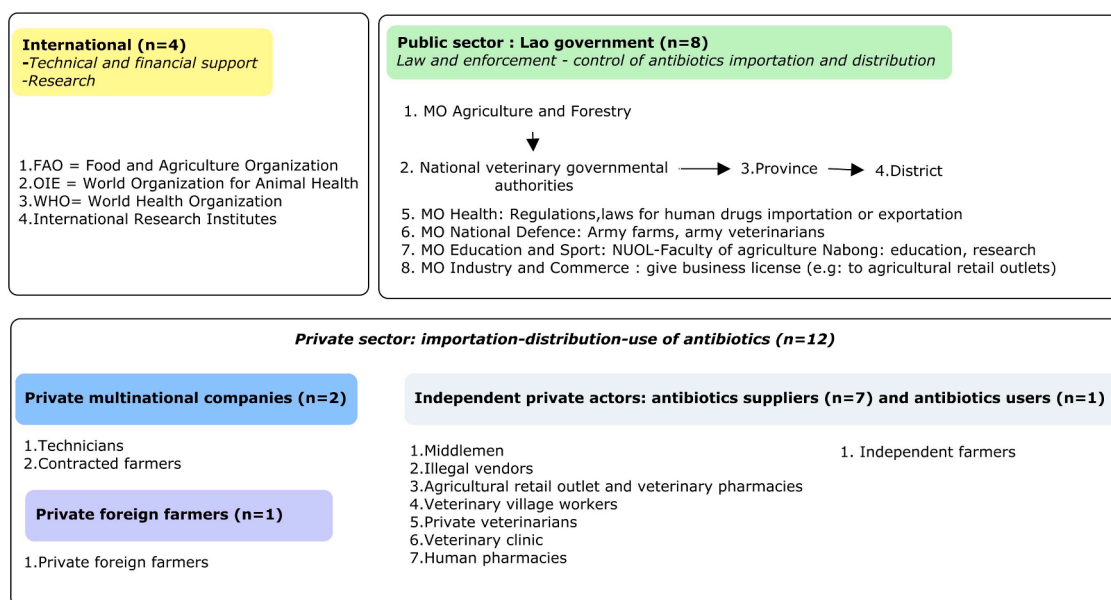 International (n=4)
-Technical and financial support
-Research
1.FAO = Food and Agriculture Organization
2.OIE = World Organization for Animal Health
3.WHO= World Health Organization
4.International Research Institutes
Public sector : Lao government (n=8)
Law and enforcement - control of antibiotics importation and distribution
1. MO Agriculture and Forestry
2. National veterinary governmental
authorities
3.Province
4.District
5. MO Health: Regulations,laws for human drugs importation or exportation
6. MO National Defence: Army farms, army veterinarians
7. MO Education and Sport: NUOL-Faculty of agriculture Nabong: education, research
8. MO Industry and Commerce : give business license (e.g: to agricultural retail outlets)
Private sector: importation-distribution-use of antibiotics (n=12)
Private multinational companies (n=2)
1.Technicians
2.Contracted farmers
Private foreign farmers (n=1)
1.Private foreign farmers
Independent private actors: antibiotics suppliers (n=7) and antibiotics users (n=1)
1.Middlemen
2.Illegal vendors
3.Agricultural retail outlet and veterinary pharmacies
4.Veterinary village workers
5.Private veterinarians
6.Veterinary clinic
7.Human pharmacies
1. Independent farmers